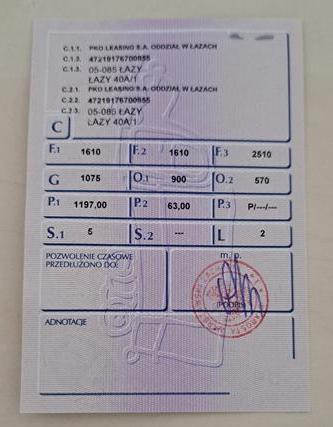 C.1.1. PKO LEASING S.A. ODDZIAŁ W ŁAZACH
C.1.2. 47219176700855
C.1.3. 05-085 ŁAZY
ŁAZY 40A/1
C.2.1. PKO LEASING S.A. ODDZIAŁ W ŁAZACH
C.2.2. 47219176700855
C.2.3. 05-085 ŁAZY
ŁAZY 40A/1
C
F.1 1610 F.2 1610 F.3 2510
G 1075 O.1 900 O.2 570
P.1 1197,00 P.2 63,00 P.3 P/---/---
S.1 5 S.2 --- L 2
POZWOLENIE CZASOWE
PRZEDŁUŻONO DO:
m. p.
(PODPIS)
ADNOTACJE